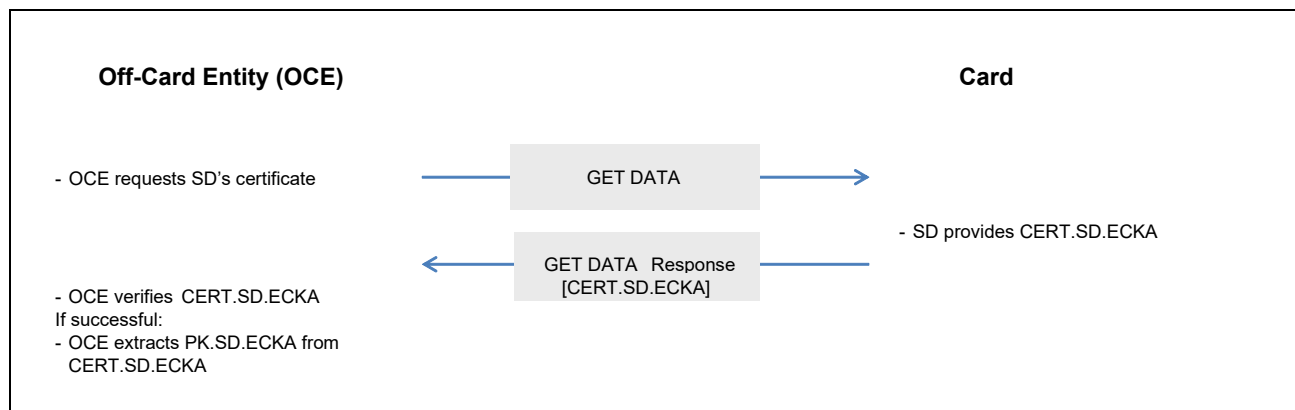 Off-Card Entity (OCE)
Card
- OCE requests SD’s certificate
GET DATA
- SD provides CERT.SD.ECKA
GET DATA Response
[CERT.SD.ECKA]
- OCE verifies CERT.SD.ECKA
If successful:
- OCE extracts PK.SD.ECKA from
CERT.SD.ECKA